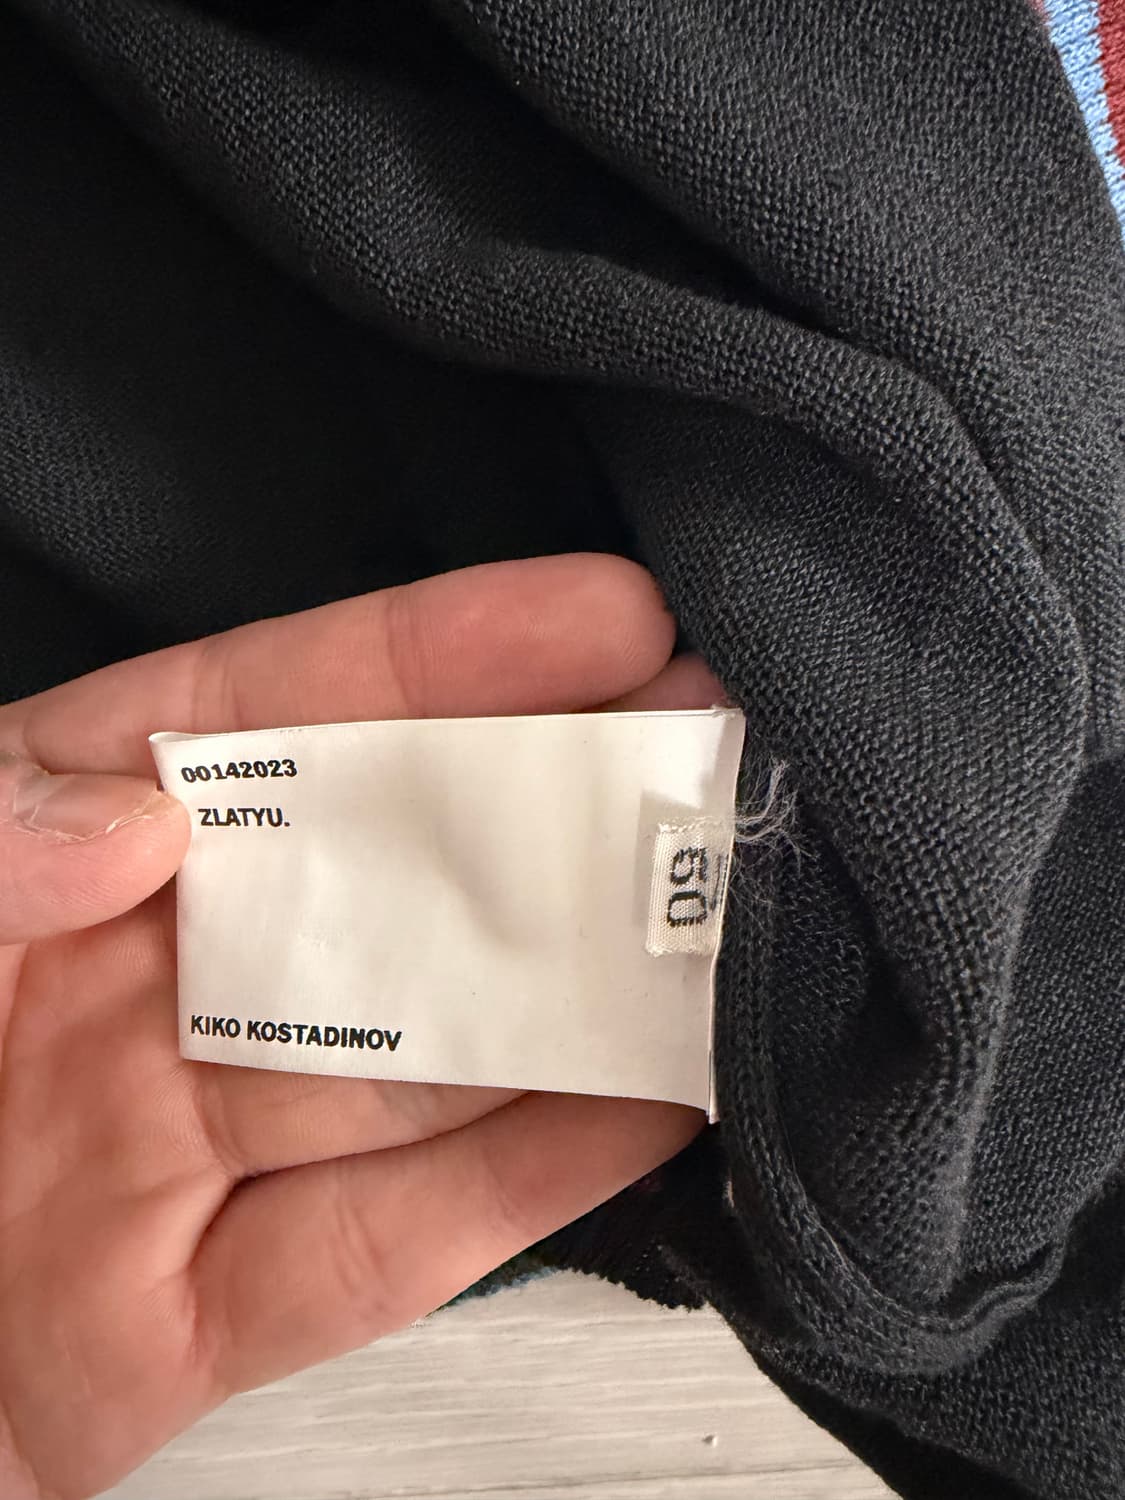 00142023
ZLATYU.
50
KIKO KOSTADINOV